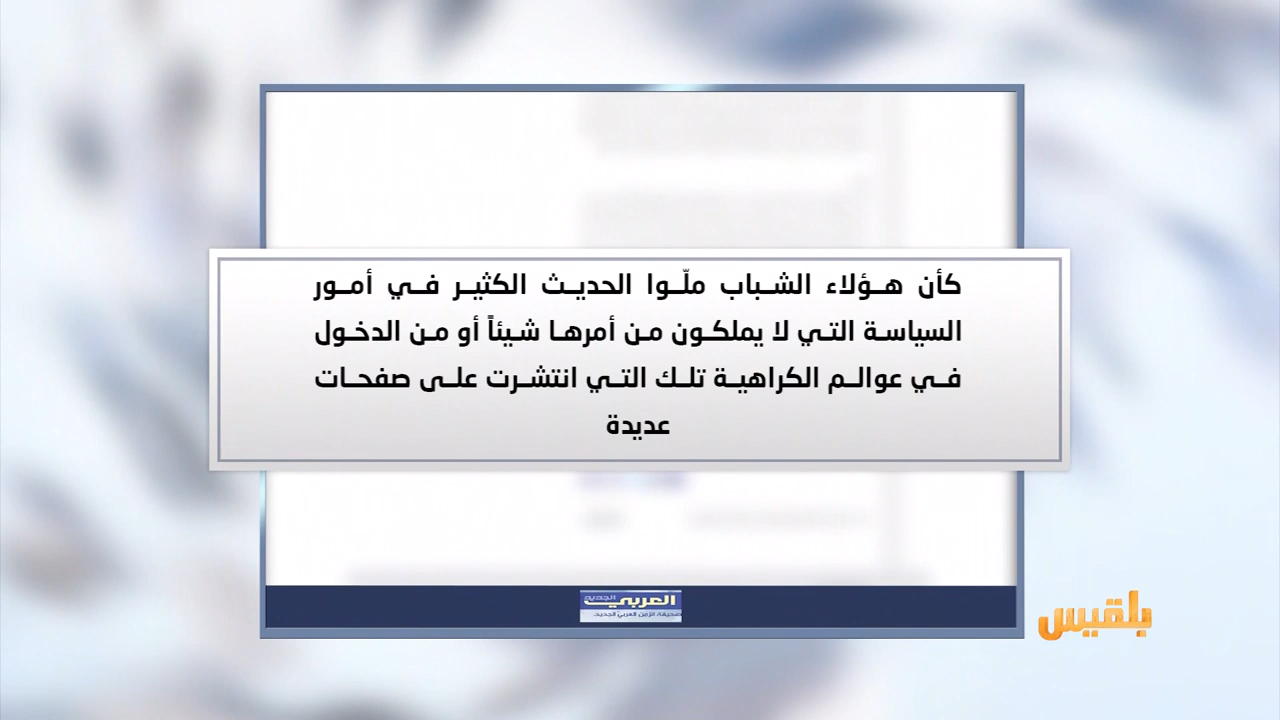 كأن هؤلاء الشباب ملّوا الحديث الكثير في أمور
السياسة التي لا يملكون من أمرها شيئاً أو من الدخول
في عوالم الكراهية تلك التي انتشرت على صفحات
عديدة
العربي الجديد
صحيفة الزمن العربي الجديد
بلقيس